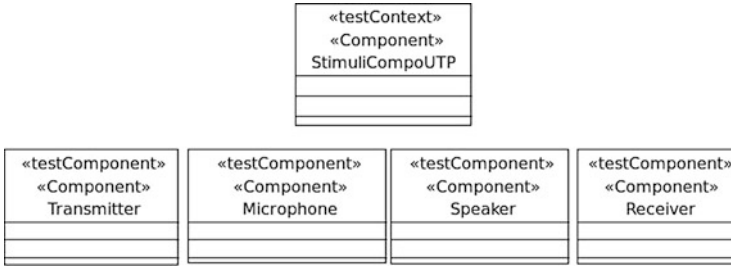 «testContext»
«Component»
StimuliCompoUTP
«testComponent»
«Component»
Transmitter
«testComponent»
«Component»
Microphone
«testComponent»
«Component»
Speaker
«testComponent»
«Component»
Receiver